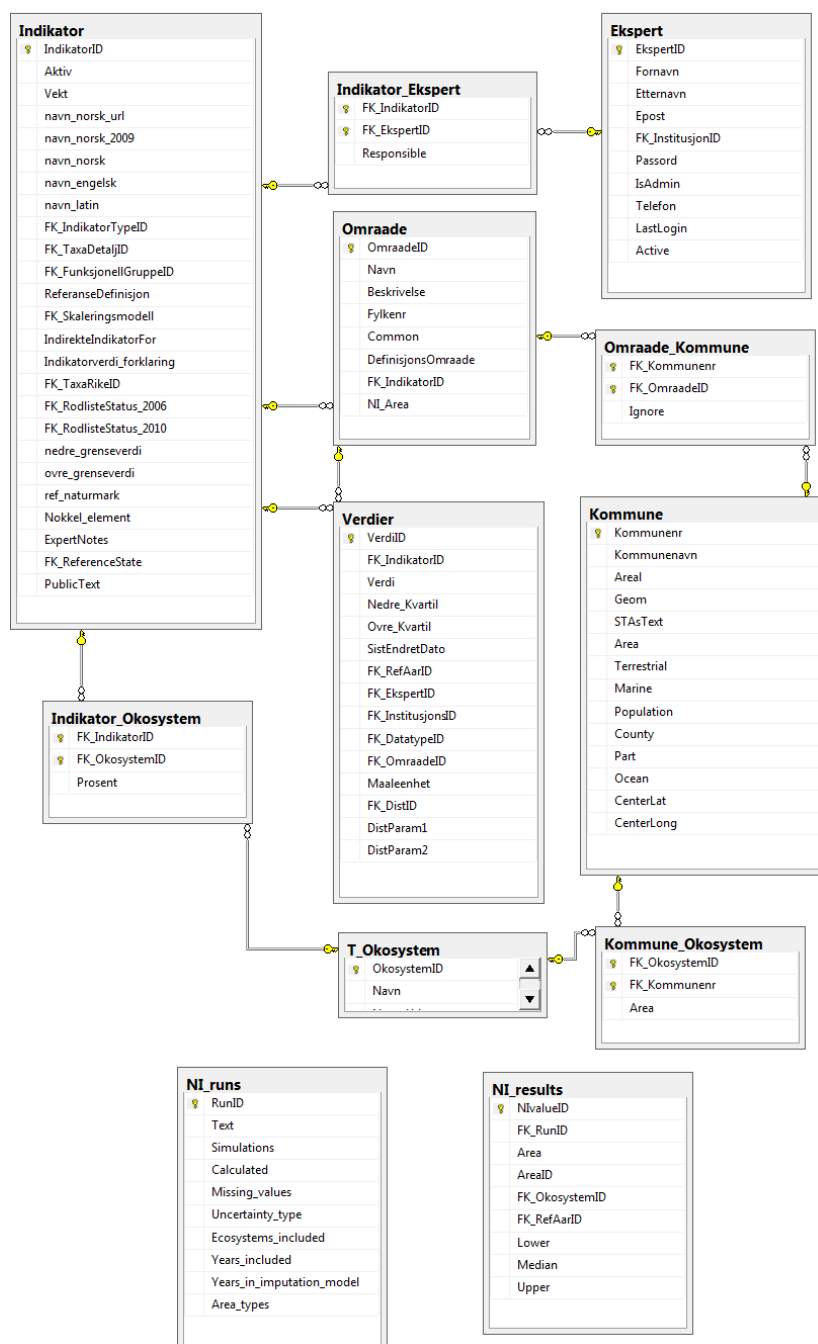 Indikator
IndikatorID
Aktiv
Vekt
navn_norsk_url
navn_norsk_2009
navn_norsk
navn_engelsk
navn_latin
FK_IndikatorTypeID
FK_TaxaDetaljID
FK_FunksjonellGruppeID
ReferanseDefinisjon
FK_Skaleringsmodell
IndirekteIndikatorFor
Indikatorverdi_forklaring
FK_TaxaRikeID
FK_RodlisteStatus_2006
FK_RodlisteStatus_2010
nedre_grenseverdi
ovre_grenseverdi
ref_naturmark
Nokkel_element
ExpertNotes
FK_ReferenceState
PublicText
Indikator_Ekspert
FK_IndikatorID
FK_EkspertID
Responsible
Ekspert
EkspertID
Fornavn
Etternavn
Epost
FK_InstitusjonID
Passord
IsAdmin
Telefon
LastLogin
Active
Omraade
OmraadeID
Navn
Beskrivelse
Fylkenr
Common
DefinisjonsOmraade
FK_IndikatorID
NI_Area
Omraade_Kommune
FK_Kommunenr
FK_OmraadeID
Ignore
Verdier
VerdiID
FK_IndikatorID
Verdi
Nedre_Kvartil
Ovre_Kvartil
SistEndretDato
FK_RefAarID
FK_EkspertID
FK_InstitusjonsID
FK_DatatypeID
FK_OmraadeID
Maaleenhet
FK_DistID
DistParam1
DistParam2
Kommune
Kommunenr
Kommunenavn
Areal
Geom
STAsText
Area
Terrestrial
Marine
Population
County
Part
Ocean
CenterLat
CenterLong
Indikator_Okosystem
FK_IndikatorID
FK_OkosystemID
Prosent
T_Okosystem
OkosystemID
Navn
Kommune_Okosystem
FK_OkosystemID
FK_Kommunenr
Area
NI_runs
RunID
Text
Simulations
Calculated
Missing_values
Uncertainty_type
Ecosystems_included
Years_included
Years_in_imputation_model
Area_types
NI_results
NIvalueID
FK_RunID
Area
AreaID
FK_OkosystemID
FK_RefAarID
Lower
Median
Upper